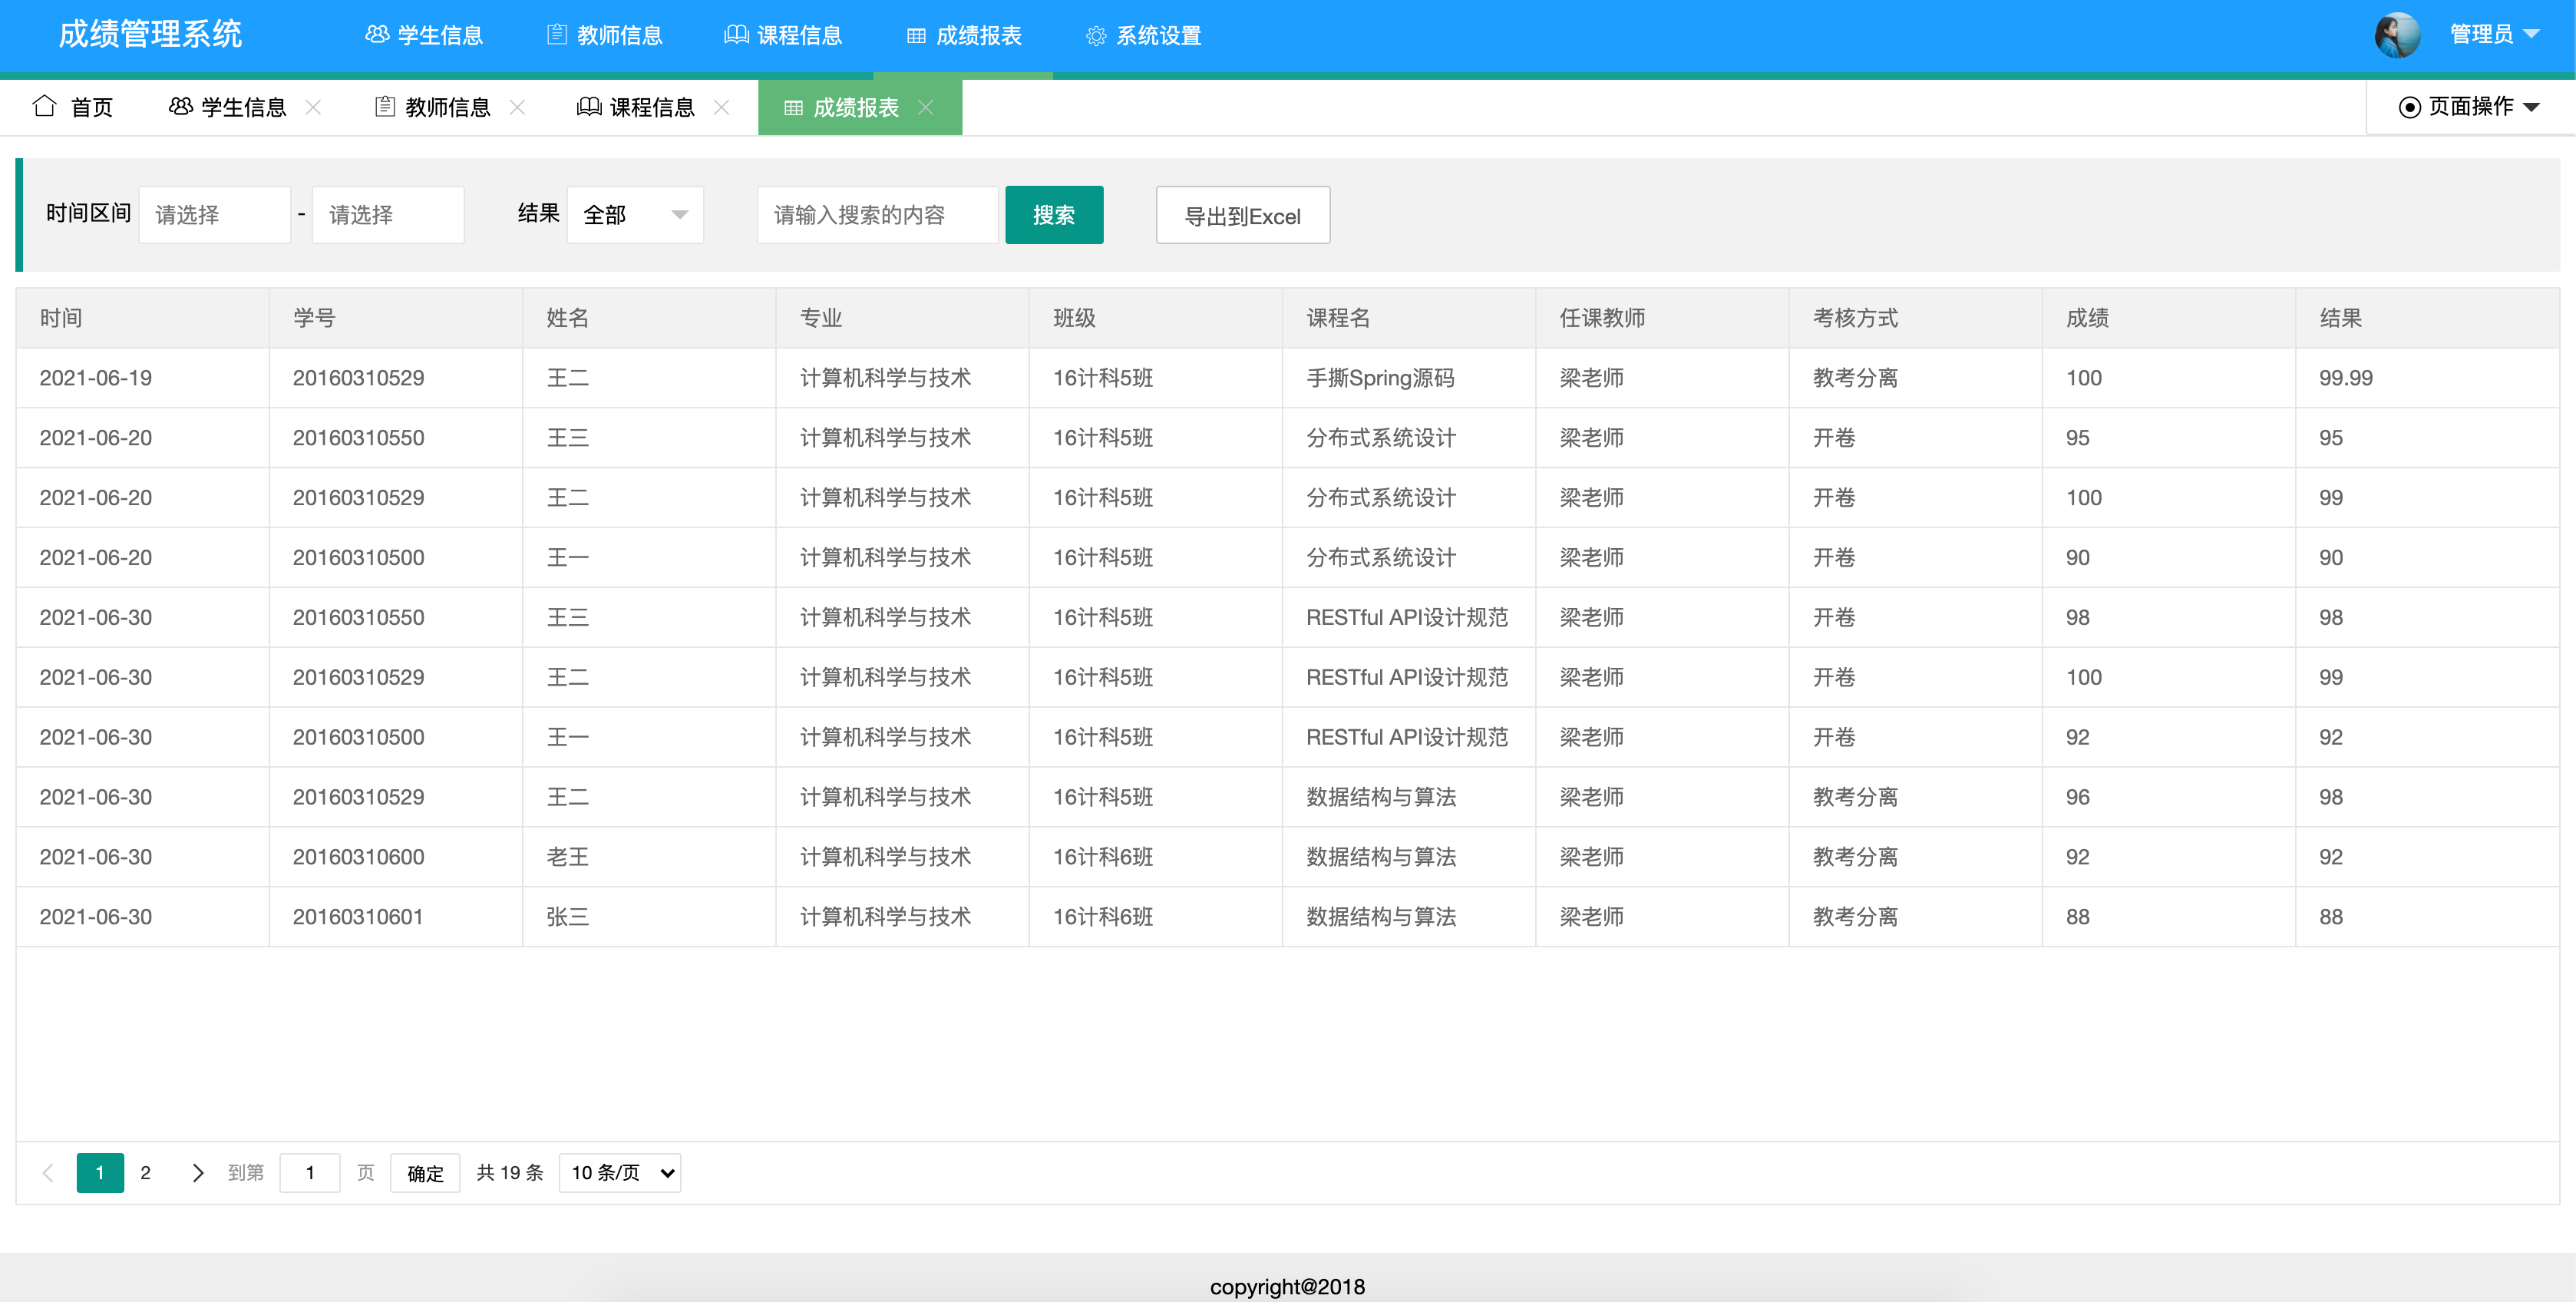 成绩管理系统 学生信息 教师信息 课程信息 成绩报表 系统设置 管理员
首页 学生信息 教师信息 课程信息 成绩报表 页面操作
时间区间 请选择 - 请选择 结果 全部 请输入搜索的内容 搜索 导出到Excel
时间 学号 姓名 专业 班级 课程名 任课教师 考核方式 成绩 结果
2021-06-19 20160310529 王二 计算机科学与技术 16计科5班 手撕Spring源码 梁老师 教考分离 100 99.99
2021-06-20 20160310550 王三 计算机科学与技术 16计科5班 分布式系统设计 梁老师 开卷 95 95
2021-06-20 20160310529 王二 计算机科学与技术 16计科5班 分布式系统设计 梁老师 开卷 100 99
2021-06-20 20160310500 王一 计算机科学与技术 16计科5班 分布式系统设计 梁老师 开卷 90 90
2021-06-30 20160310550 王三 计算机科学与技术 16计科5班 RESTful API设计规范 梁老师 开卷 98 98
2021-06-30 20160310529 王二 计算机科学与技术 16计科5班 RESTful API设计规范 梁老师 开卷 100 99
2021-06-30 20160310500 王一 计算机科学与技术 16计科5班 RESTful API设计规范 梁老师 开卷 92 92
2021-06-30 20160310529 王二 计算机科学与技术 16计科5班 数据结构与算法 梁老师 教考分离 96 98
2021-06-30 20160310600 老王 计算机科学与技术 16计科6班 数据结构与算法 梁老师 教考分离 92 92
2021-06-30 20160310601 张三 计算机科学与技术 16计科6班 数据结构与算法 梁老师 教考分离 88 88
1 2 到第 1 页 确定 共 19 条 10 条/页
copyright@2018